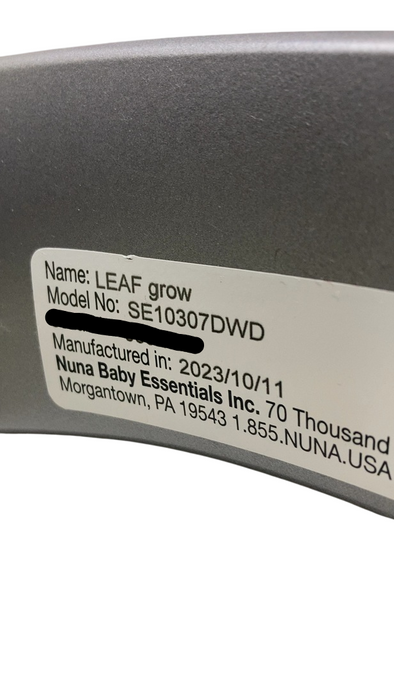 Name: LEAF grow
Model No: SE10307DWD
Manufactured in: 2023/10/11
Nuna Baby Essentials Inc. 70 Thousand
Morgantown, PA 19543 1.855.NUNA.USA